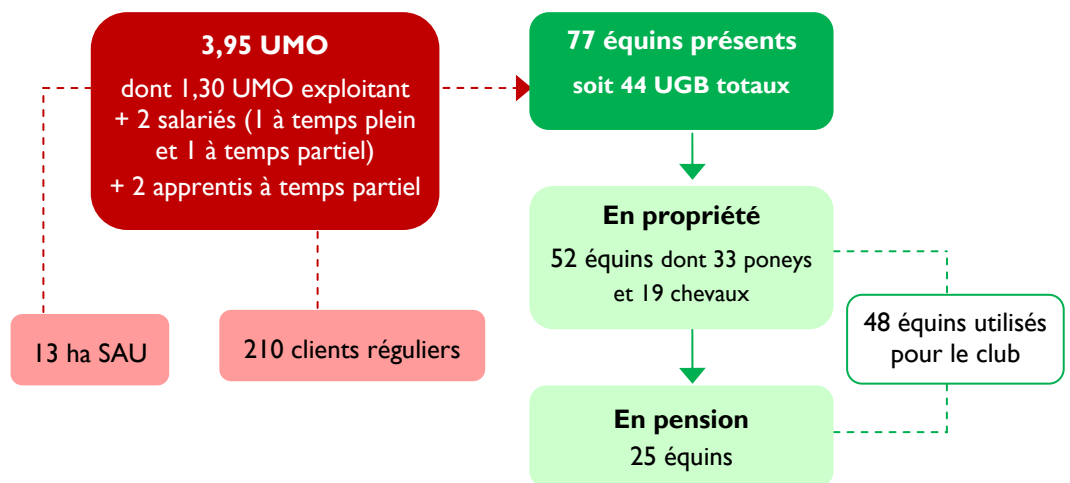 3,95 UMO
dont 1,30 UMO exploitant
+ 2 salariés (1 à temps plein
et 1 à temps partiel)
+ 2 apprentis à temps partiel
77 équins présents
soit 44 UGB totaux
En propriété
52 équins dont 33 poneys
et 19 chevaux
13 ha SAU
210 clients réguliers
48 équins utilisés
pour le club
En pension
25 équins